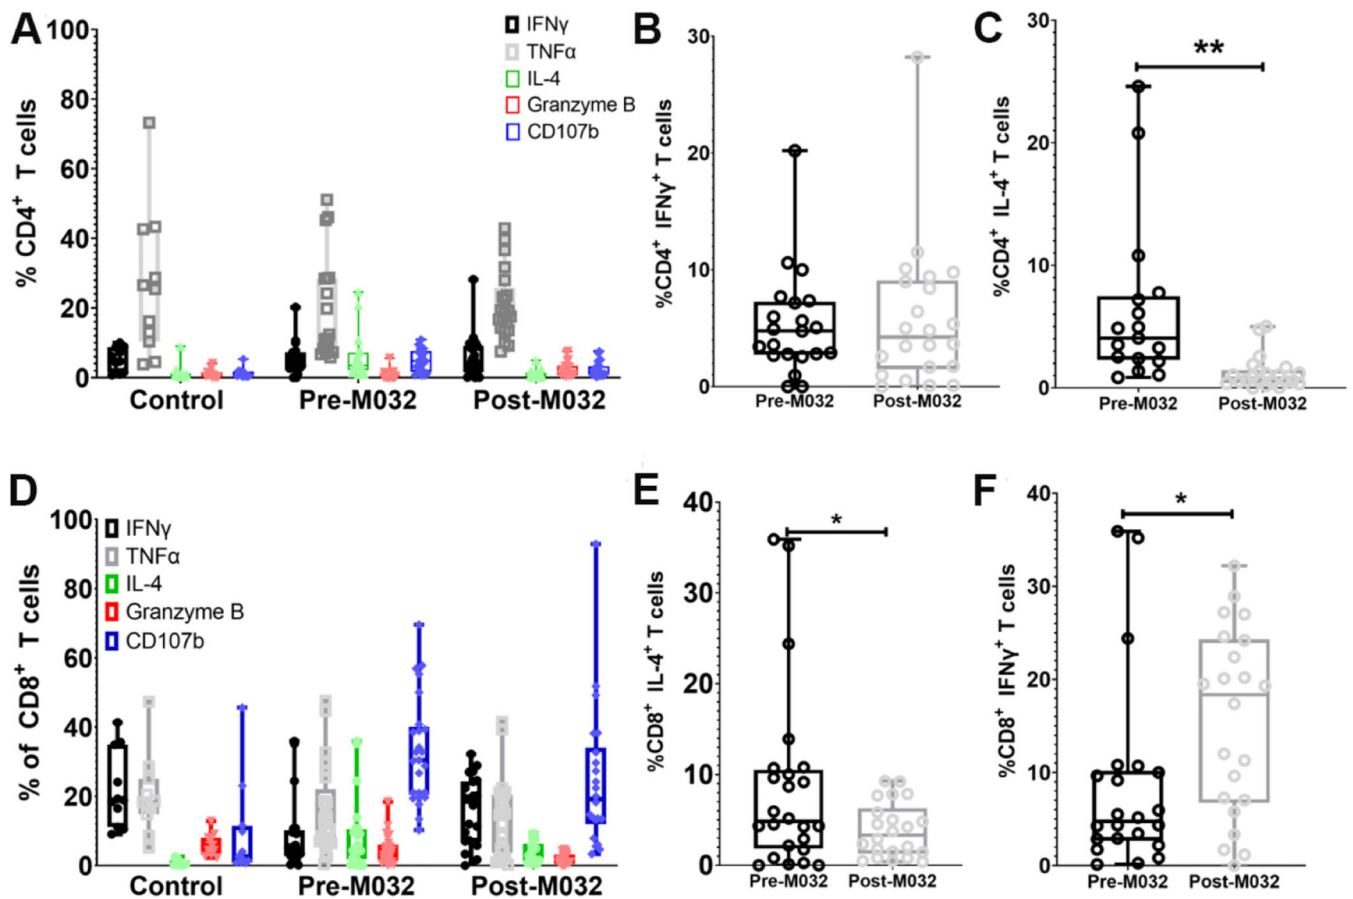 A
% CD4+ T cells
100
80
60
40
20
0
IFNγ
TNFα
IL-4
Granzyme B
CD107b
Control
Pre-M032
Post-M032
B
%CD4+ IFNγ+ T cells
30
20
10
0
Pre-M032
Post-M032
C
%CD4+ IL-4+ T cells
30
25
20
15
10
5
0
**
Pre-M032
Post-M032
D
% of CD8+ T cells
100
80
60
40
20
0
IFNγ
TNFα
IL-4
Granzyme B
CD107b
Control
Pre-M032
Post-M032
E
%CD8+ IL-4+ T cells
40
30
20
10
0
*
Pre-M032
Post-M032
F
%CD8+ IFNγ+ T cells
40
30
20
10
0
*
Pre-M032
Post-M032